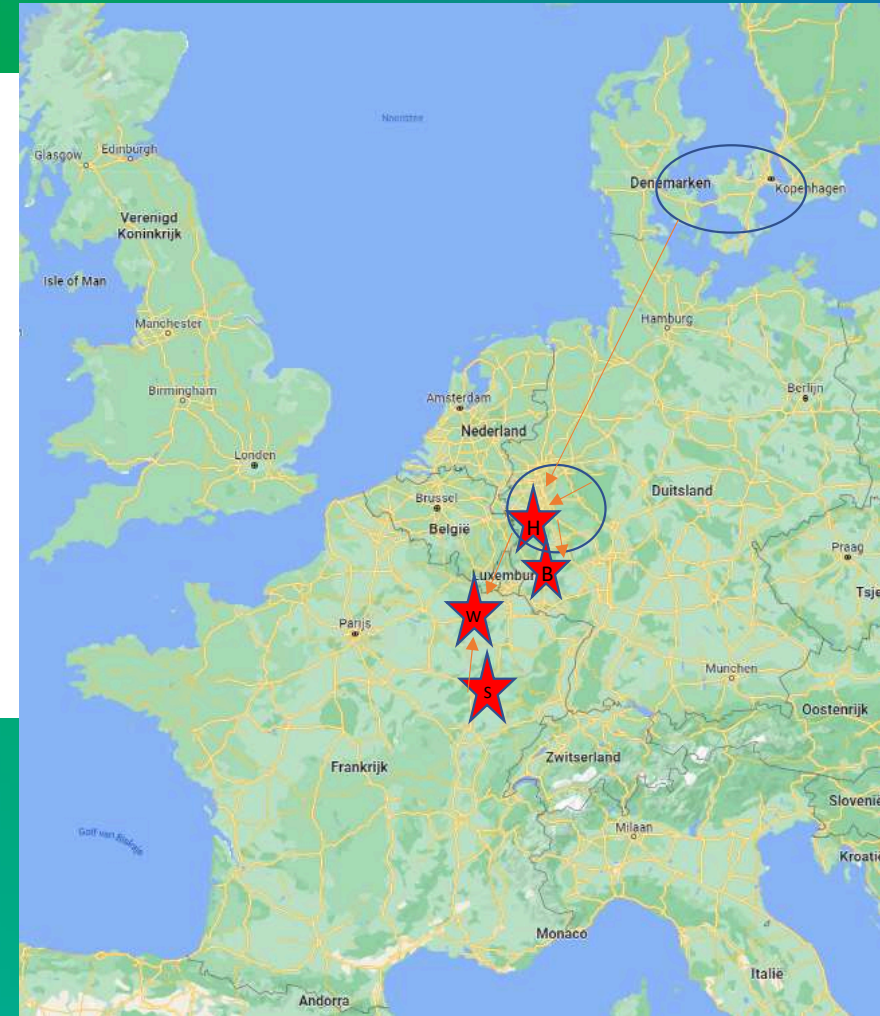 Noordzee
Glasgow
Edinburgh
Denemarken
Kopenhagen
Verenigd
Koninkrijk
Isle of Man
Manchester
Hamburg
Birmingham
Berlijn
Amsterdam
Nederland
Londen
Duitsland
Brussel
België
H
Praag
Luxembur
B
Tsje
W
Parijs
München
S
Oostenrijk
Zwitserland
Frankrijk
Slovenië
Milaan
Golf van Biskaje
Kroatië
Monaco
Italië
Andorra